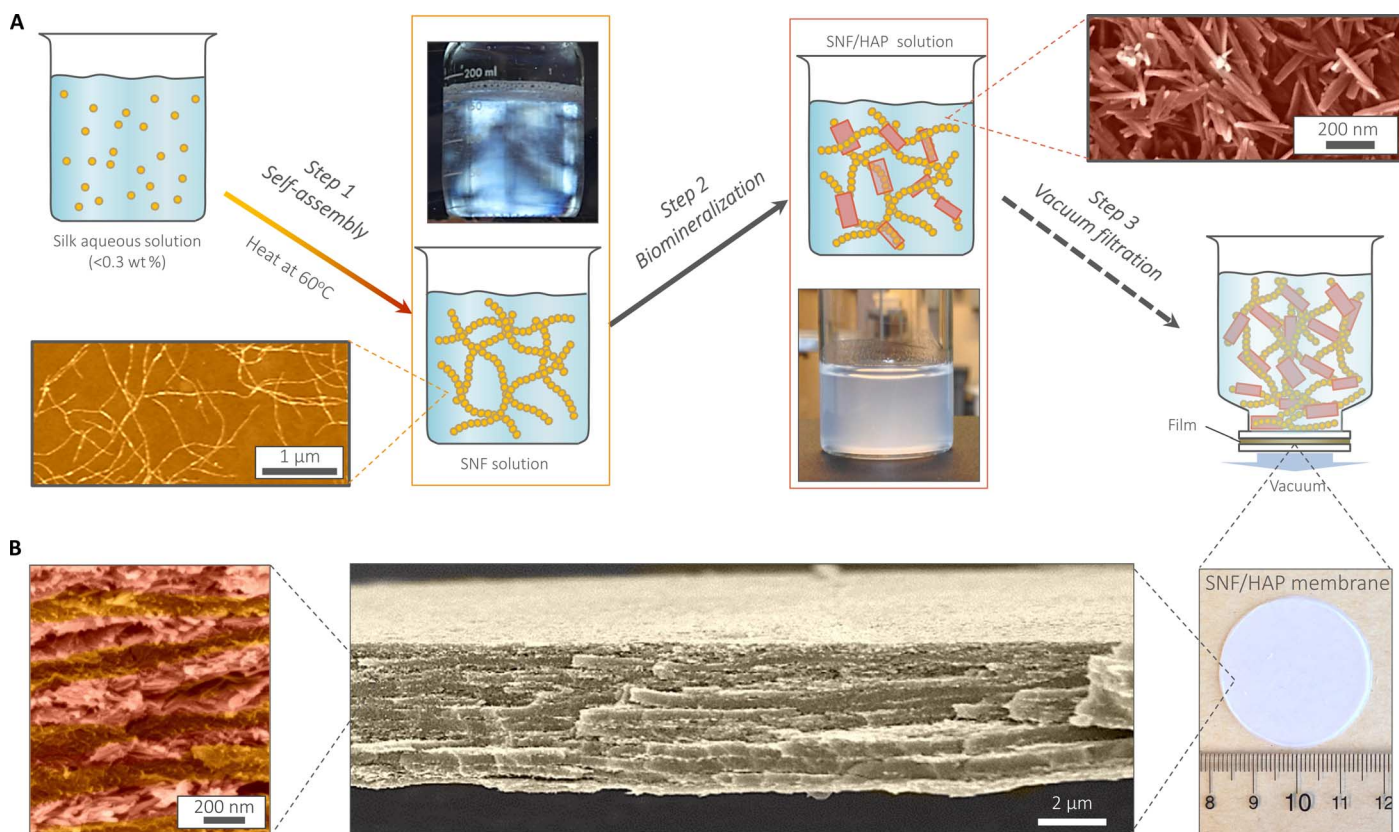 A
Silk aqueous solution
(<0.3 wt %)
Step 1
Self-assembly
Heat at 60°C
1 µm
200 ml
SNF solution
Step 2
Biomineralization
SNF/HAP solution
200 nm
Step 3
Vacuum filtration
Film
Vacuum
B
200 nm
2 µm
SNF/HAP membrane
8 9 10 11 12